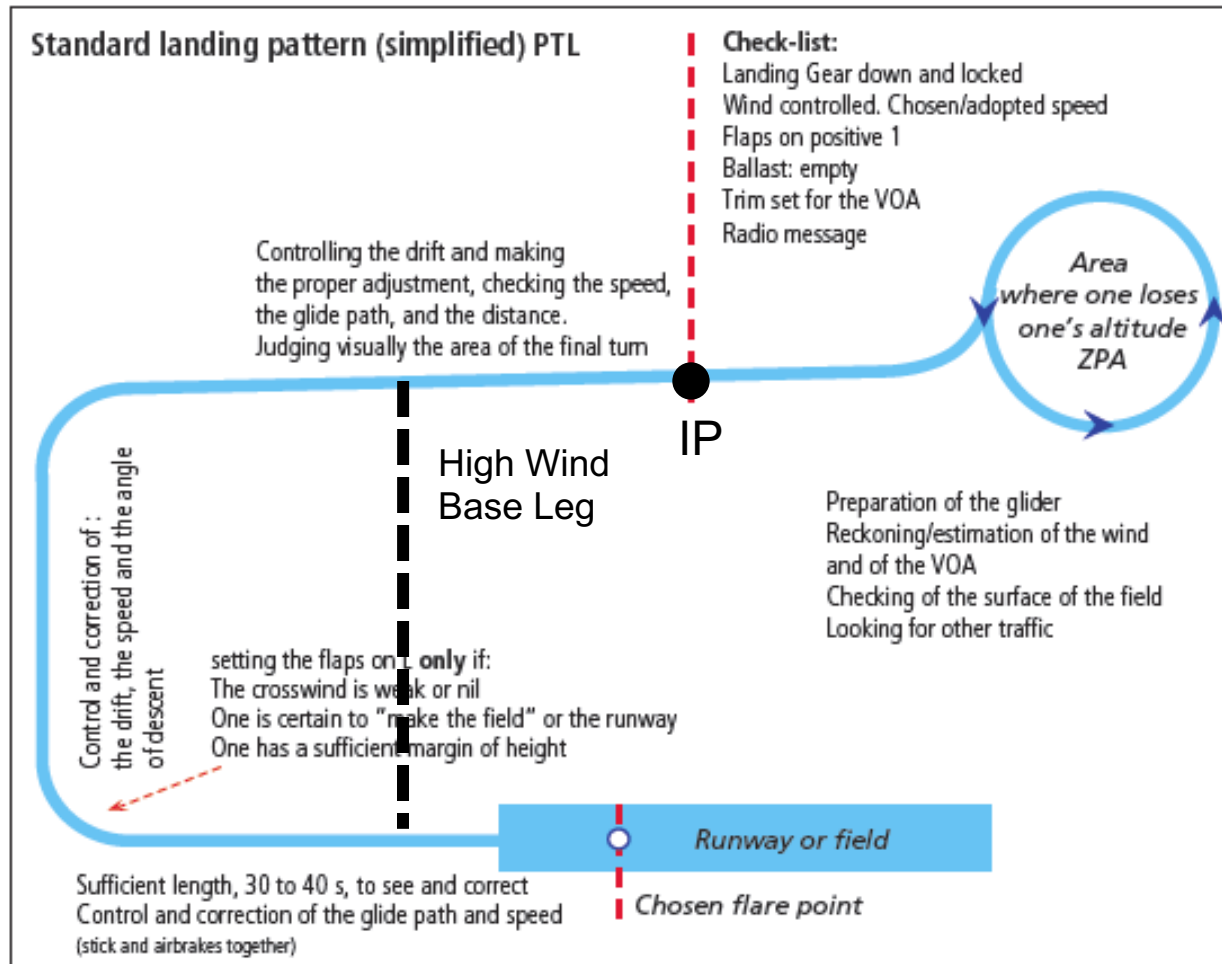 Standard landing pattern (simplified) PTL
Check-list:
Landing Gear down and locked
Wind controlled. Chosen/adopted speed
Flaps on positive 1
Ballast: empty
Trim set for the VOA
Radio message
Area
where one loses
one's altitude
ZPA
Controlling the drift and making
the proper adjustment, checking the speed,
the glide path, and the distance.
Judging visually the area of the final turn
IP
High Wind
Base Leg
Preparation of the glider
Reckoning/estimation of the wind
and of the VOA
Checking of the surface of the field
Looking for other traffic
Control and correction of :
the drift, the speed and the angle
of descent
setting the flaps on L only if:
The crosswind is weak or nil
One is certain to "make the field" or the runway
One has a sufficient margin of height
Runway or field
Chosen flare point
Sufficient length, 30 to 40 s, to see and correct
Control and correction of the glide path and speed
(stick and airbrakes together)